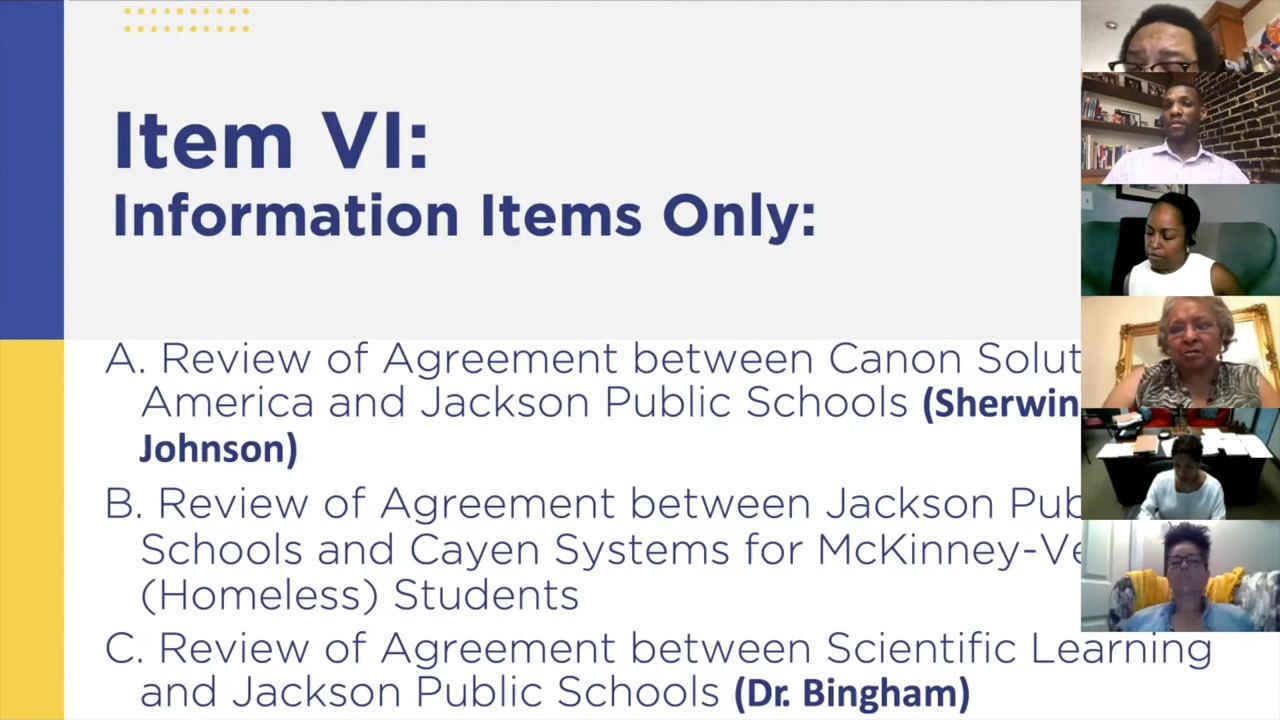 Item VI:
Information Items Only:
A. Review of Agreement between Canon Solut
America and Jackson Public Schools (Sherwin
Johnson)
B. Review of Agreement between Jackson Pub
Schools and Cayen Systems for McKinney-Ve
(Homeless) Students
C. Review of Agreement between Scientific Learning
and Jackson Public Schools (Dr. Bingham)